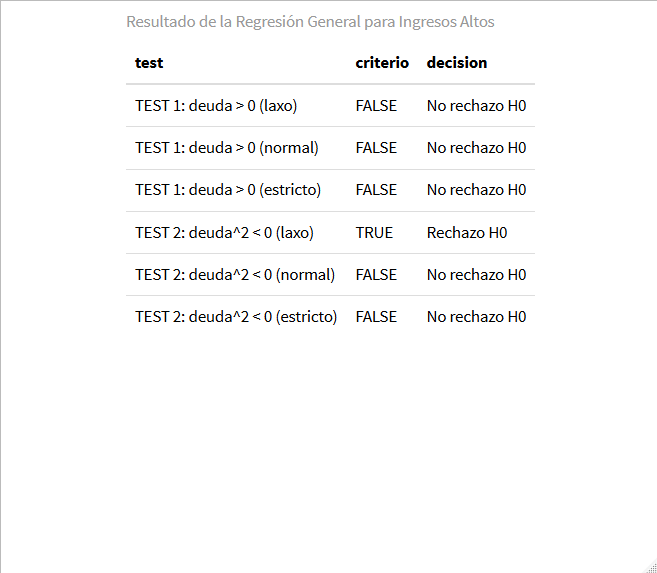 Resultado de la Regresión General para Ingresos Altos
test criterio decision
TEST 1: deuda > 0 (laxo) FALSE No rechazo H0
TEST 1: deuda > 0 (normal) FALSE No rechazo H0
TEST 1: deuda > 0 (estricto) FALSE No rechazo H0
TEST 2: deuda^2 < 0 (laxo) TRUE Rechazo H0
TEST 2: deuda^2 < 0 (normal) FALSE No rechazo H0
TEST 2: deuda^2 < 0 (estricto) FALSE No rechazo H0